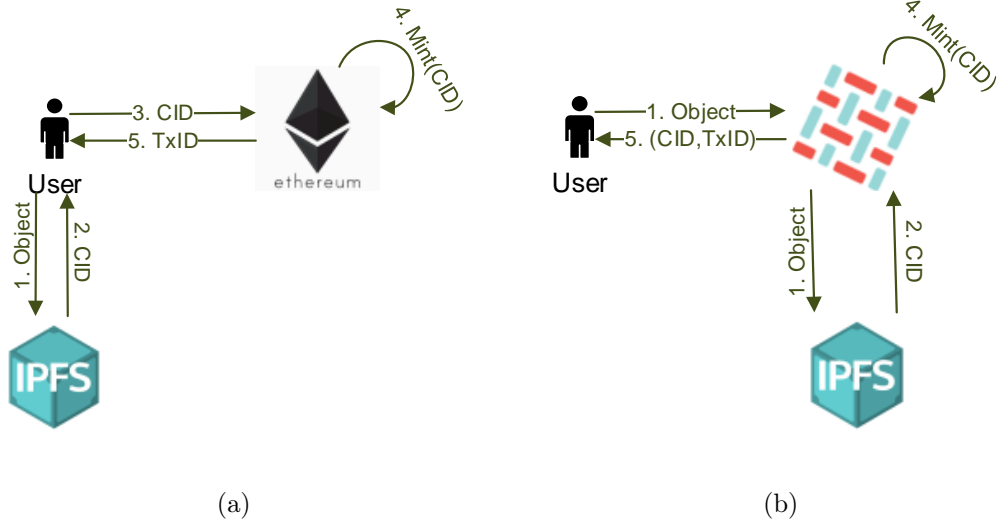 4. Mint(CID)
3. CID
5. TxID
ethereum
User
1. Object
2. CID
IPFS
(a)
4. Mint(CID)
1. Object
5. (CID,TxID)
User
1. Object
2. CID
IPFS
(b)